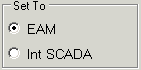 Set To
EAM
Int SCADA